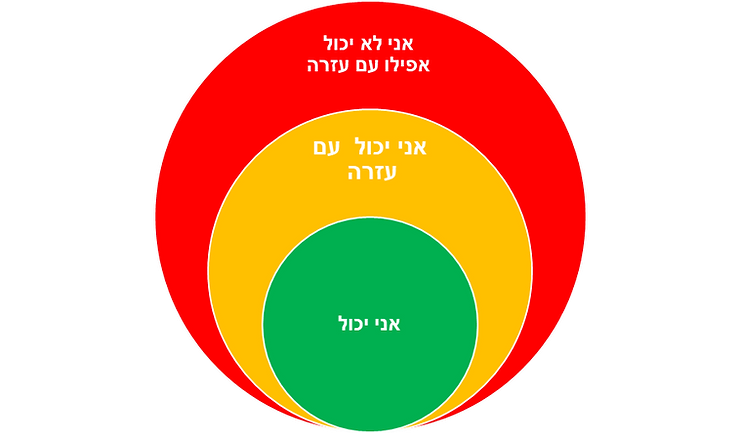 אני לא יכול
אפילו עם עזרה
אני יכול  עם
עזרה
אני יכול